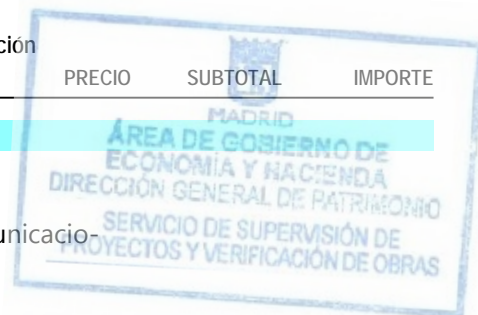 ción
PRECIO SUBTOTAL IMPORTE
MADRID
ÁREA DE GOBIERNO DE
ECONOMÍA Y HACIENDA
DIRECCIÓN GENERAL DE PATRIMONIO
unicacio-
SERVICIO DE SUPERVISIÓN DE
PROYECTOS Y VERIFICACIÓN DE OBRAS